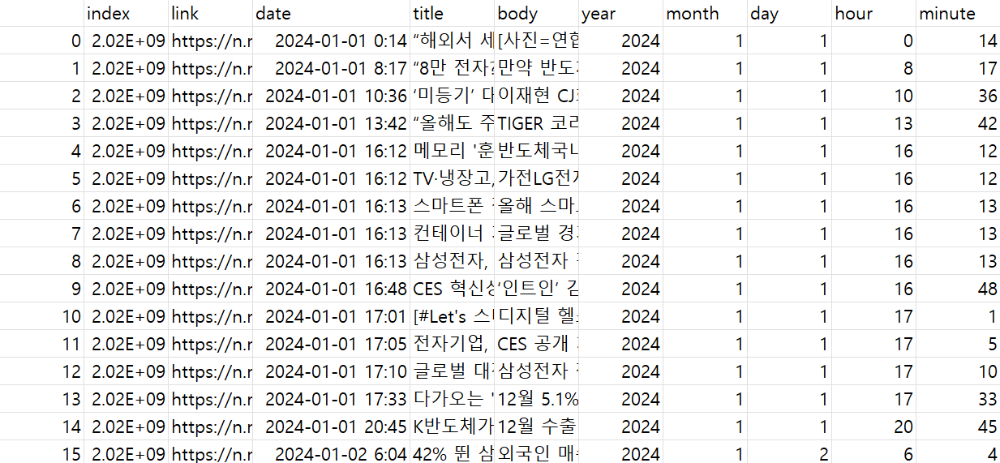 index link date title body year month day hour minute
0 2.02E+09 https://n.r 2024-01-01 0:14 “해외서 세 [사진=연합 2024 1 1 0 14
1 2.02E+09 https://n.r 2024-01-01 8:17 “8만 전자? 만약 반도체 2024 1 1 8 17
2 2.02E+09 https://n.r 2024-01-01 10:36 ‘미등기’ 이재현 CJ 2024 1 1 10 36
3 2.02E+09 https://n.r 2024-01-01 13:42 “올해도 주 TIGER 코리 2024 1 1 13 42
4 2.02E+09 https://n.r 2024-01-01 16:12 메모리 '훈 반도체국내 2024 1 1 16 12
5 2.02E+09 https://n.r 2024-01-01 16:12 TV·냉장고, 가전LG전자 2024 1 1 16 12
6 2.02E+09 https://n.r 2024-01-01 16:13 스마트폰 올해 스마 2024 1 1 16 13
7 2.02E+09 https://n.r 2024-01-01 16:13 컨테이너 글로벌 경 2024 1 1 16 13
8 2.02E+09 https://n.r 2024-01-01 16:13 삼성전자, 삼성전자 2024 1 1 16 13
9 2.02E+09 https://n.r 2024-01-01 16:48 CES 혁신상 ‘인트인’ 김 2024 1 1 16 48
10 2.02E+09 https://n.r 2024-01-01 17:01 [#Let's 스 디지털 헬스 2024 1 1 17 1
11 2.02E+09 https://n.r 2024-01-01 17:05 전자기업, CES 공개 2024 1 1 17 5
12 2.02E+09 https://n.r 2024-01-01 17:10 글로벌 대 삼성전자 2024 1 1 17 10
13 2.02E+09 https://n.r 2024-01-01 17:33 다가오는 ' 12월 5.1% 2024 1 1 17 33
14 2.02E+09 https://n.r 2024-01-01 20:45 K반도체가 12월 수출 2024 1 1 20 45
15 2.02E+09 https://n.r 2024-01-02 6:04 42% 뛴 삼 외국인 매수 2024 1 2 6 4